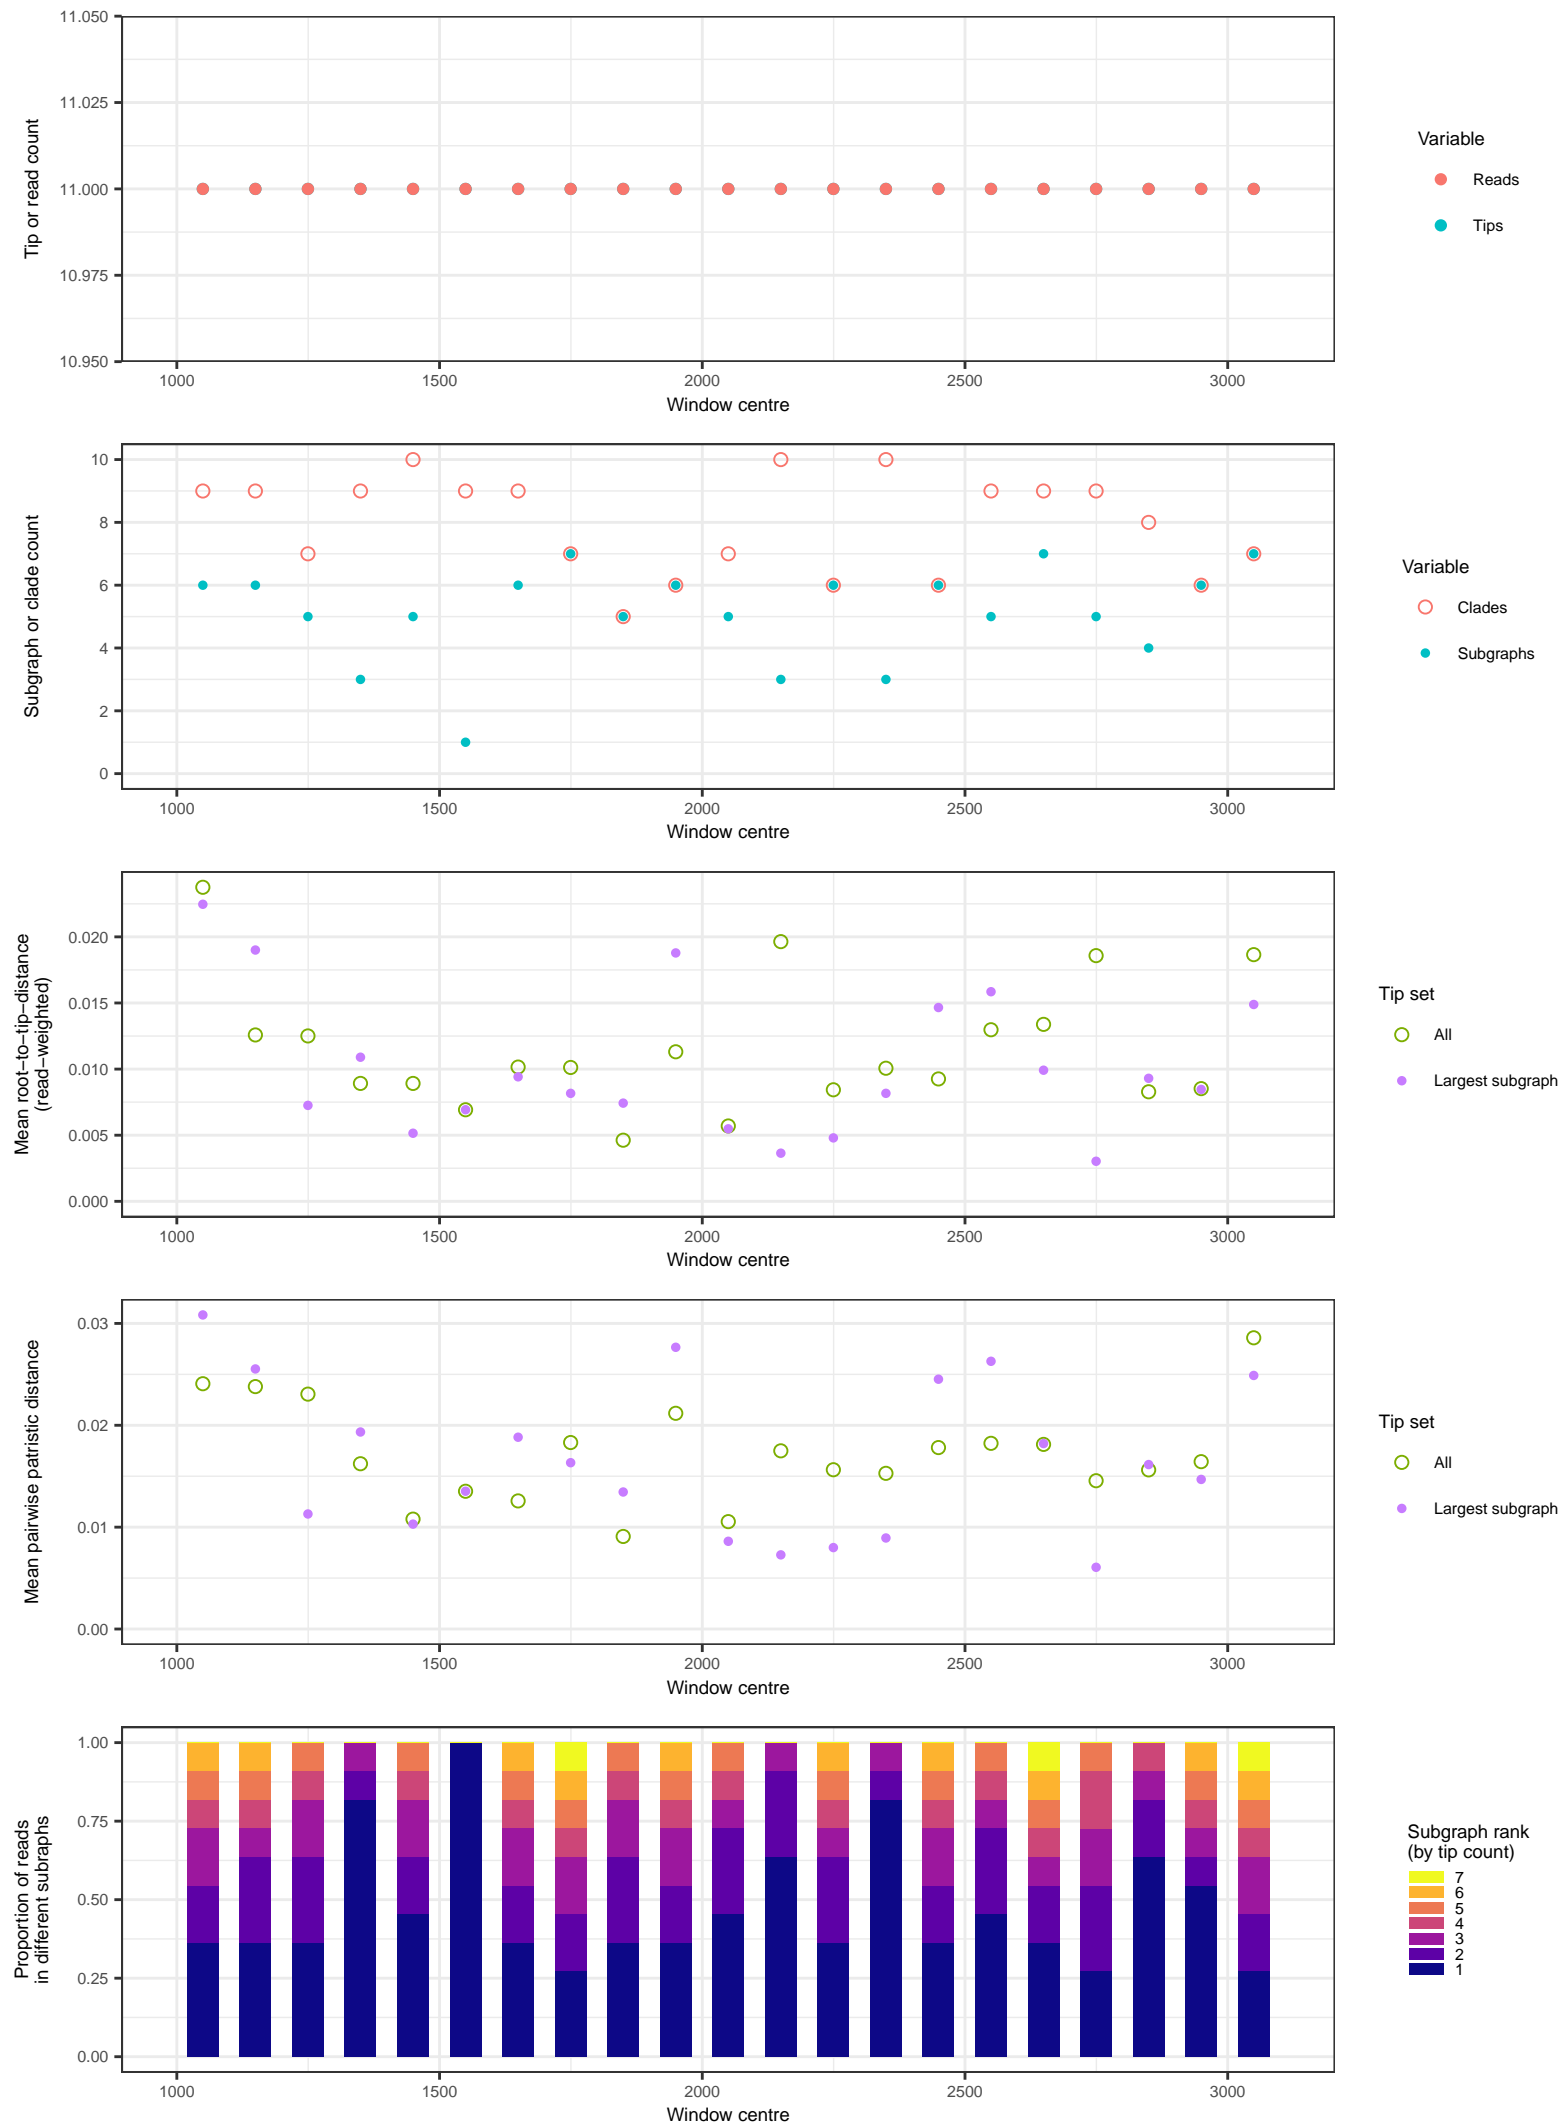 11.050
11.025
11.000
10.975
10.950
Tip or read count
1000
1500
2000
2500
3000
Window centre
Variable
Reads
Tips
10
8
6
4
2
0
Subgraph or clade count
1000
1500
2000
2500
3000
Window centre
Variable
Clades
Subgraphs
0.020
0.015
0.010
0.005
0.000
Mean root−to−tip−distance
(read−weighted)
1000
1500
2000
2500
3000
Window centre
Tip set
All
Largest subgraph
0.03
0.02
0.01
0.00
Mean pairwise patristic distance
1000
1500
2000
2500
3000
Window centre
Tip set
All
Largest subgraph
1.00
0.75
0.50
0.25
0.00
Proportion of reads
in different subraphs
1000
1500
2000
2500
3000
Window centre
Subgraph rank
(by tip count)
7
6
5
4
3
2
1